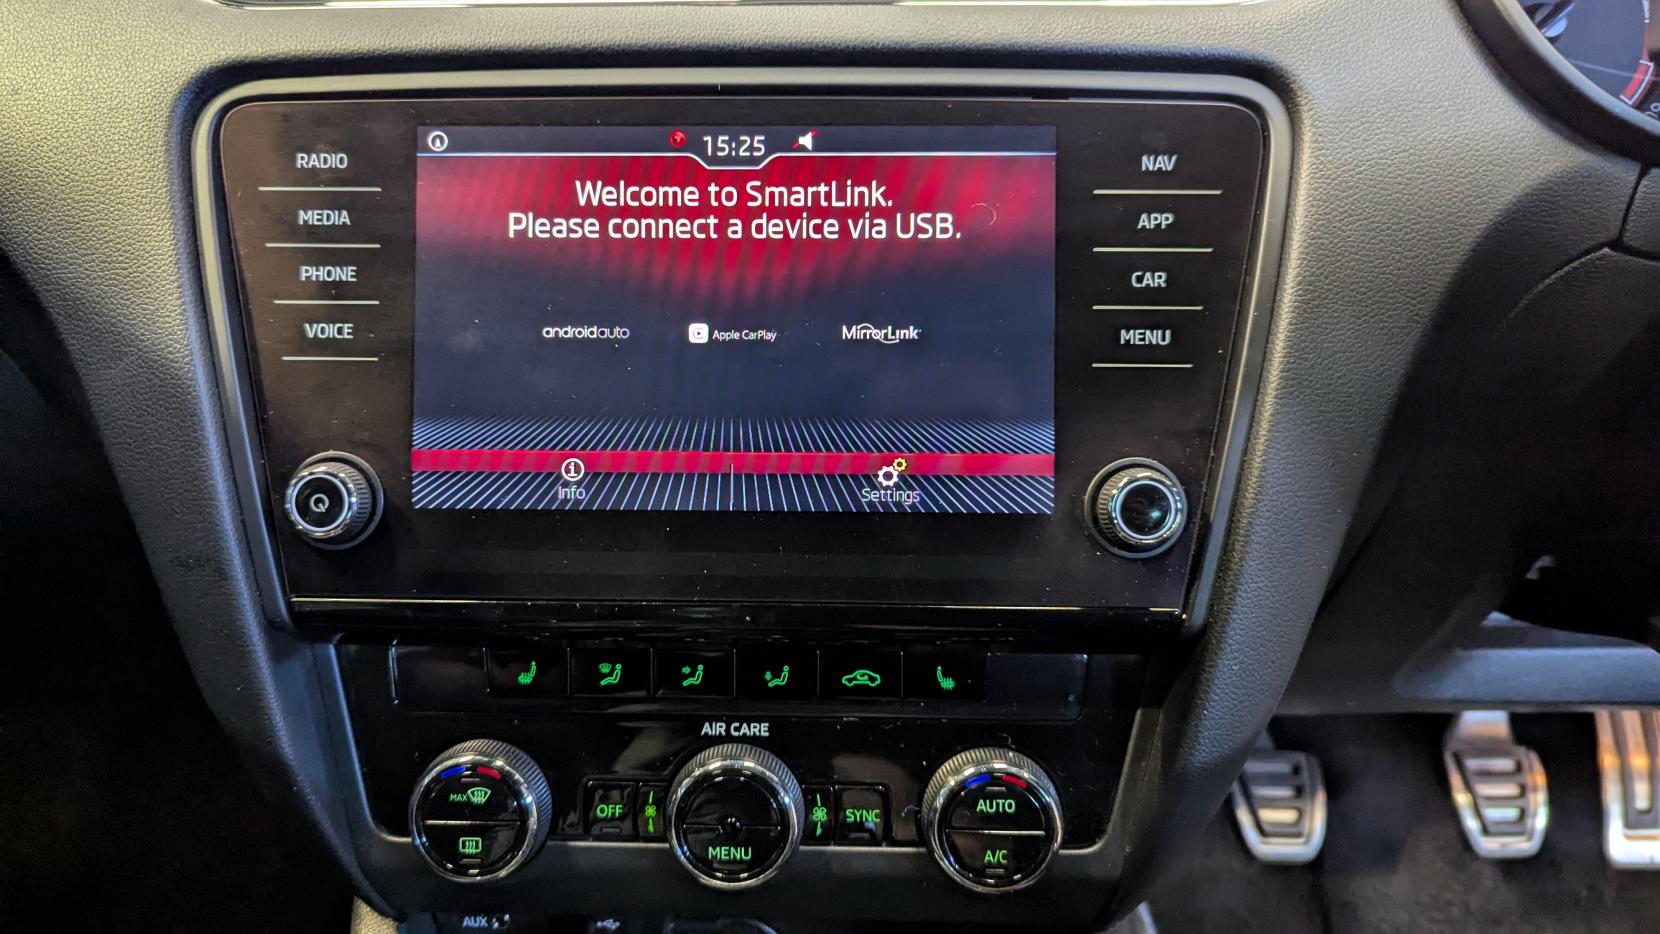 15:25
Welcome to SmartLink.
Please connect a device via USB.
androidauto
Apple CarPlay
MirrorLink
Info
Settings
RADIO
MEDIA
PHONE
VOICE
NAV
APP
CAR
MENU
AIR CARE
MAX
OFF
MENU
SYNC
AUTO
A/C
AUX